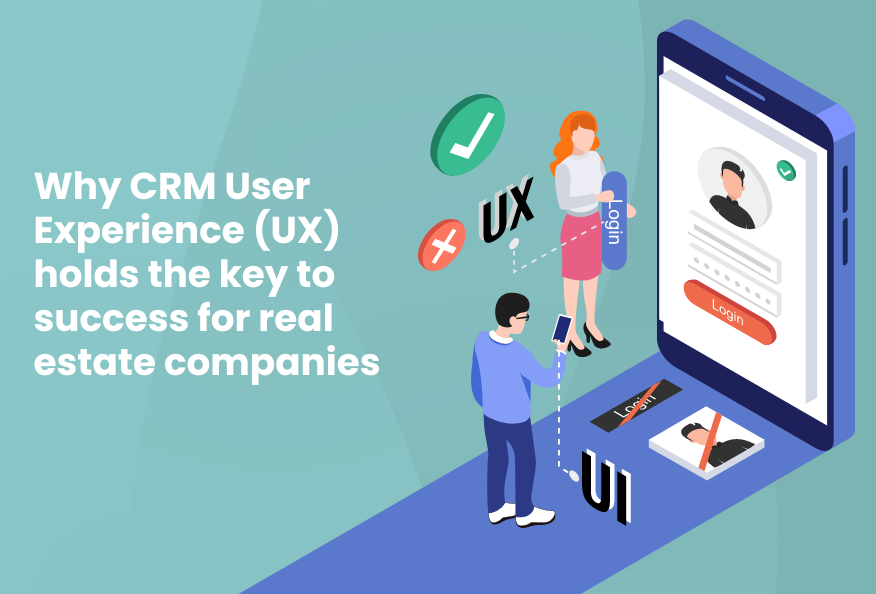 Why CRM User
Experience (UX)
holds the key to
success for real
estate companies
UX
Login
Login
Login
UI